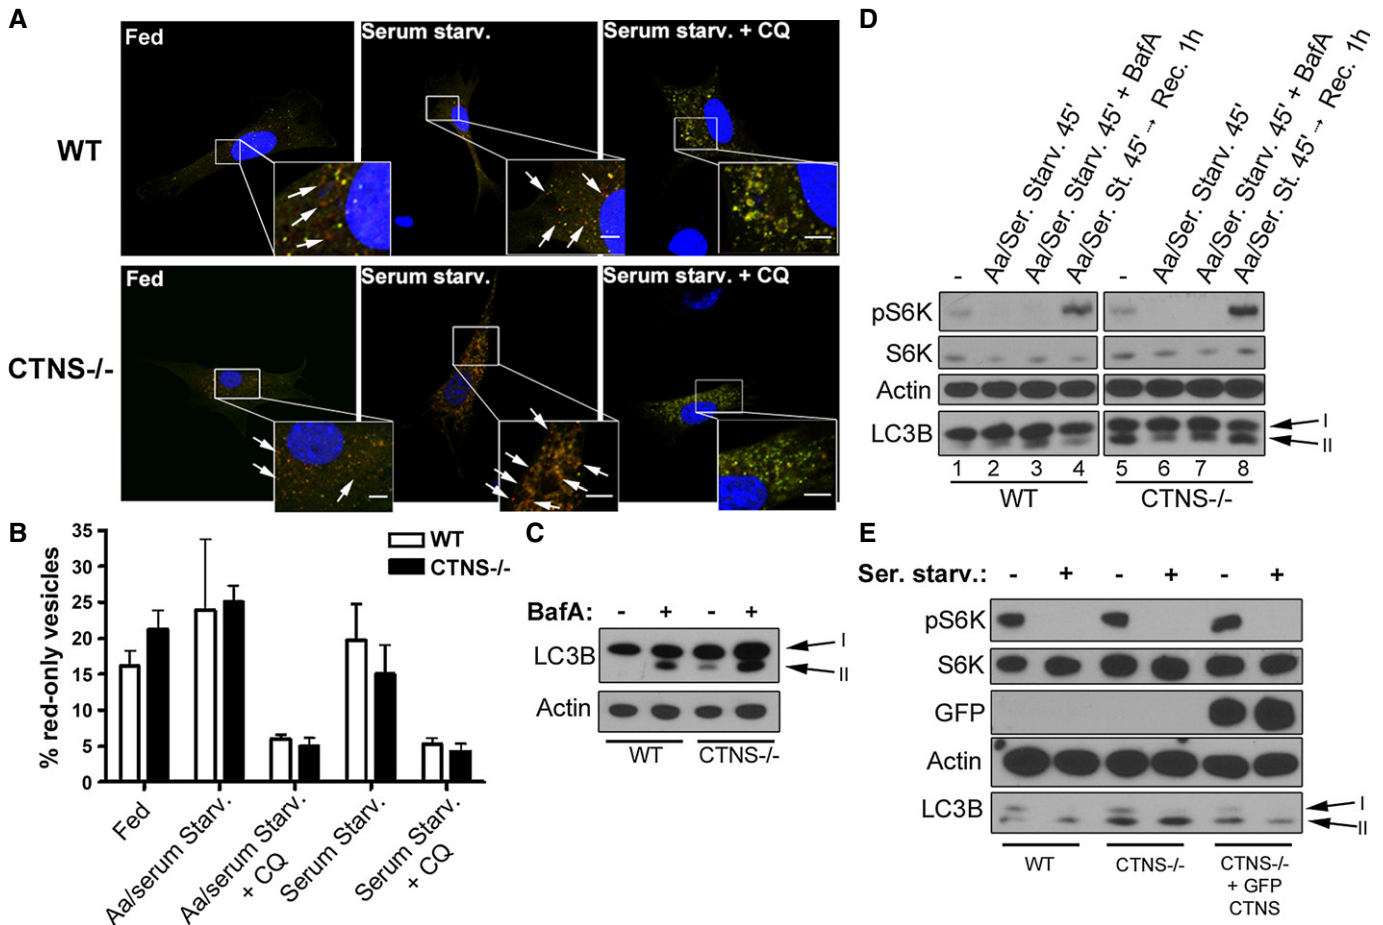 A
Fed
Serum starv.
Serum starv. + CQ
WT
Fed
Serum starv.
Serum starv. + CQ
CTNS-/-
B
% red-only vesicles
35
30
25
20
15
10
5
0
WT
CTNS-/-
Fed
Aa/serum Starv.
Aa/serum Starv.
+ CQ
Serum Starv.
Serum Starv.
+ CQ
C
BafA: - + - +
LC3B
I
II
Actin
WT CTNS-/-
D
- Aa/Ser. Starv. 45' Aa/Ser. Starv. 45' + BafA Aa/Ser. St. 45' → Rec. 1h - Aa/Ser. Starv. 45' Aa/Ser. Starv. 45' + BafA Aa/Ser. St. 45' → Rec. 1h
pS6K
S6K
Actin
LC3B
I
II
1 2 3 4 5 6 7 8
WT CTNS-/-
E
Ser. starv.: - + - + - +
pS6K
S6K
GFP
Actin
LC3B
I
II
WT CTNS-/- CTNS-/-
+ GFP
CTNS